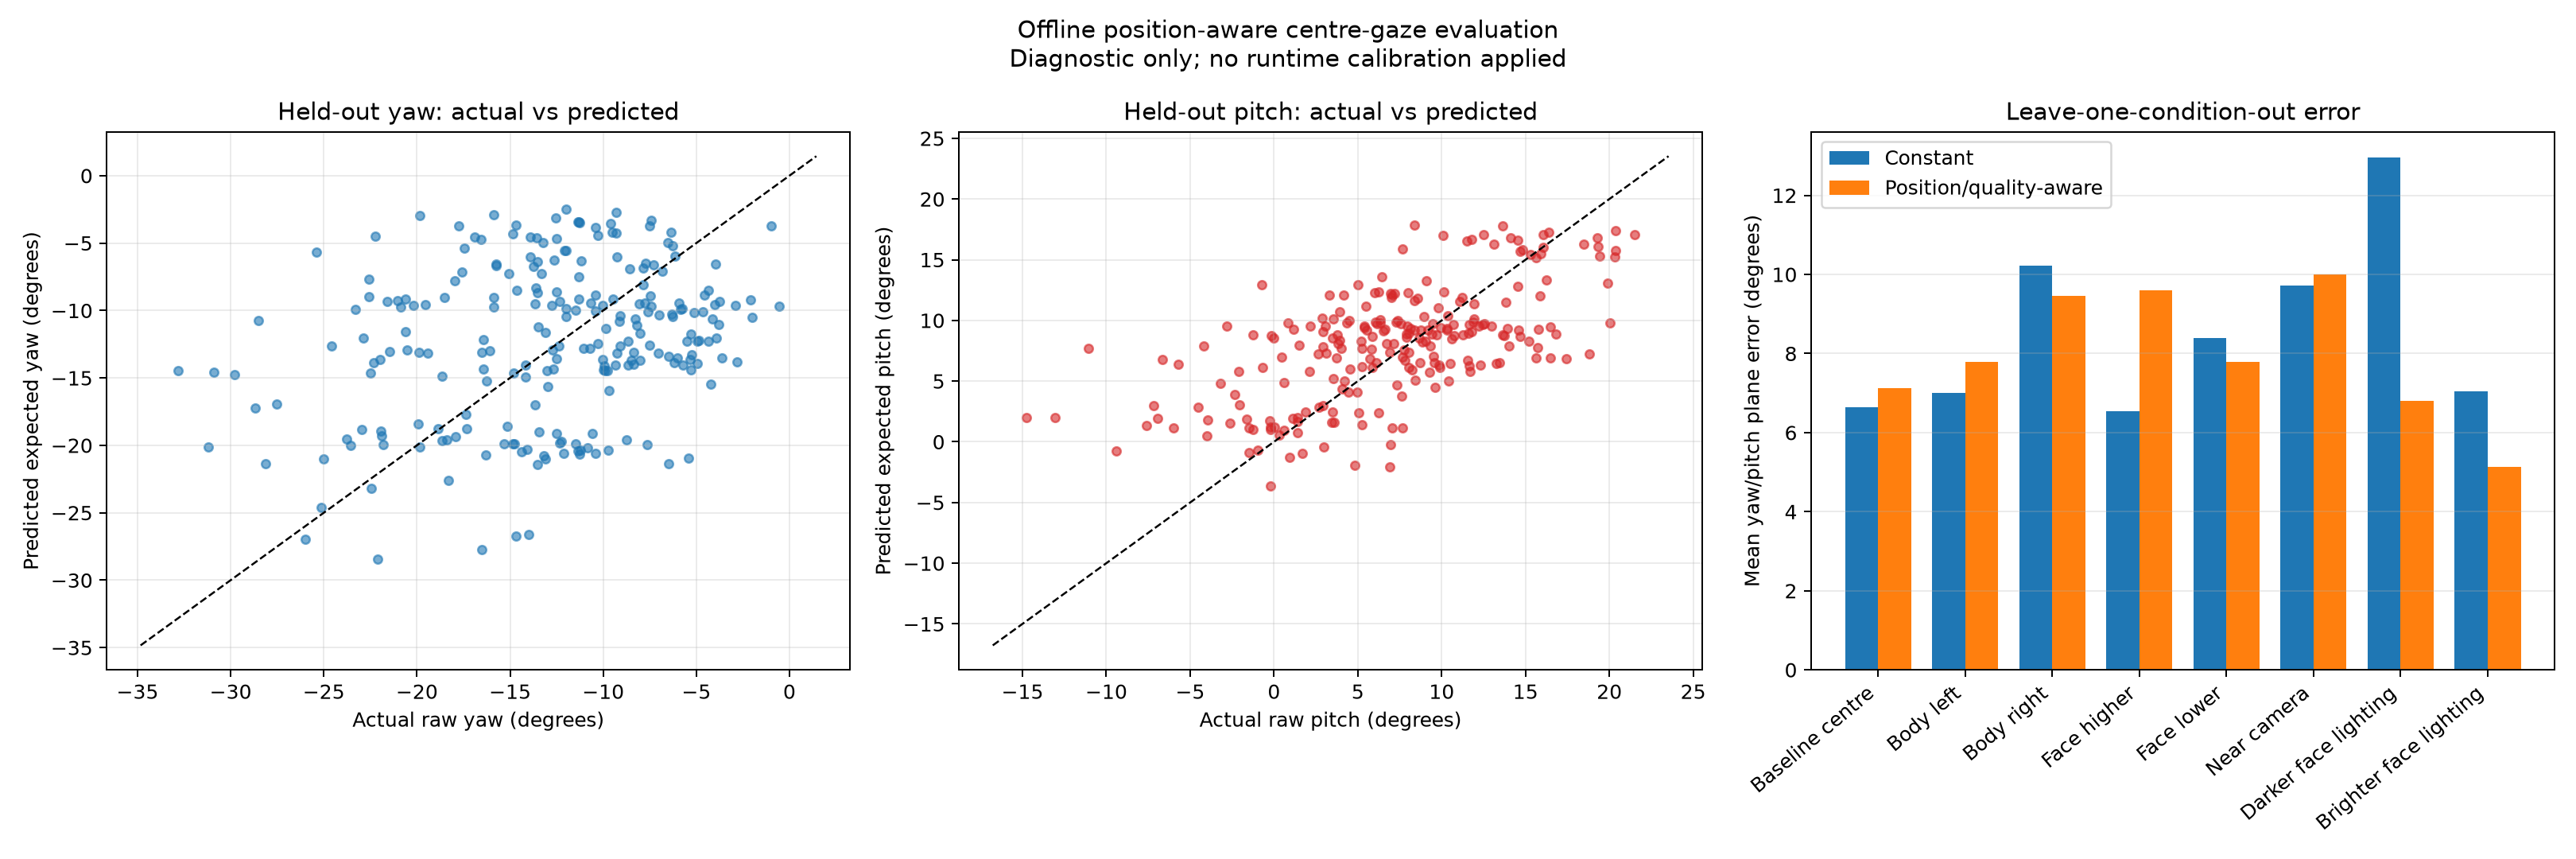 Offline position-aware centre-gaze evaluation
Diagnostic only; no runtime calibration applied
Held-out yaw: actual vs predicted
Predicted expected yaw (degrees)
0
−5
−10
−15
−20
−25
−30
−35
−35 −30 −25 −20 −15 −10 −5 0
Actual raw yaw (degrees)
Held-out pitch: actual vs predicted
Predicted expected pitch (degrees)
25
20
15
10
5
0
−5
−10
−15
−15 −10 −5 0 5 10 15 20 25
Actual raw pitch (degrees)
Leave-one-condition-out error
Constant
Position/quality-aware
Mean yaw/pitch plane error (degrees)
12
10
8
6
4
2
0
Baseline centre
Body left
Body right
Face higher
Face lower
Near camera
Darker face lighting
Brighter face lighting